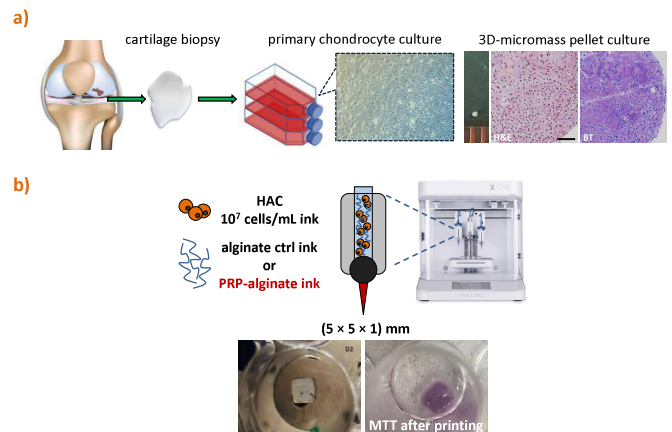 a)
cartilage biopsy
primary chondrocyte culture
3D-micromass pellet culture
H&E
BT
b)
HAC
10⁷ cells/mL ink
alginate ctrl ink
or
PRP-alginate ink
(5 × 5 × 1) mm
D2
MTT after printing